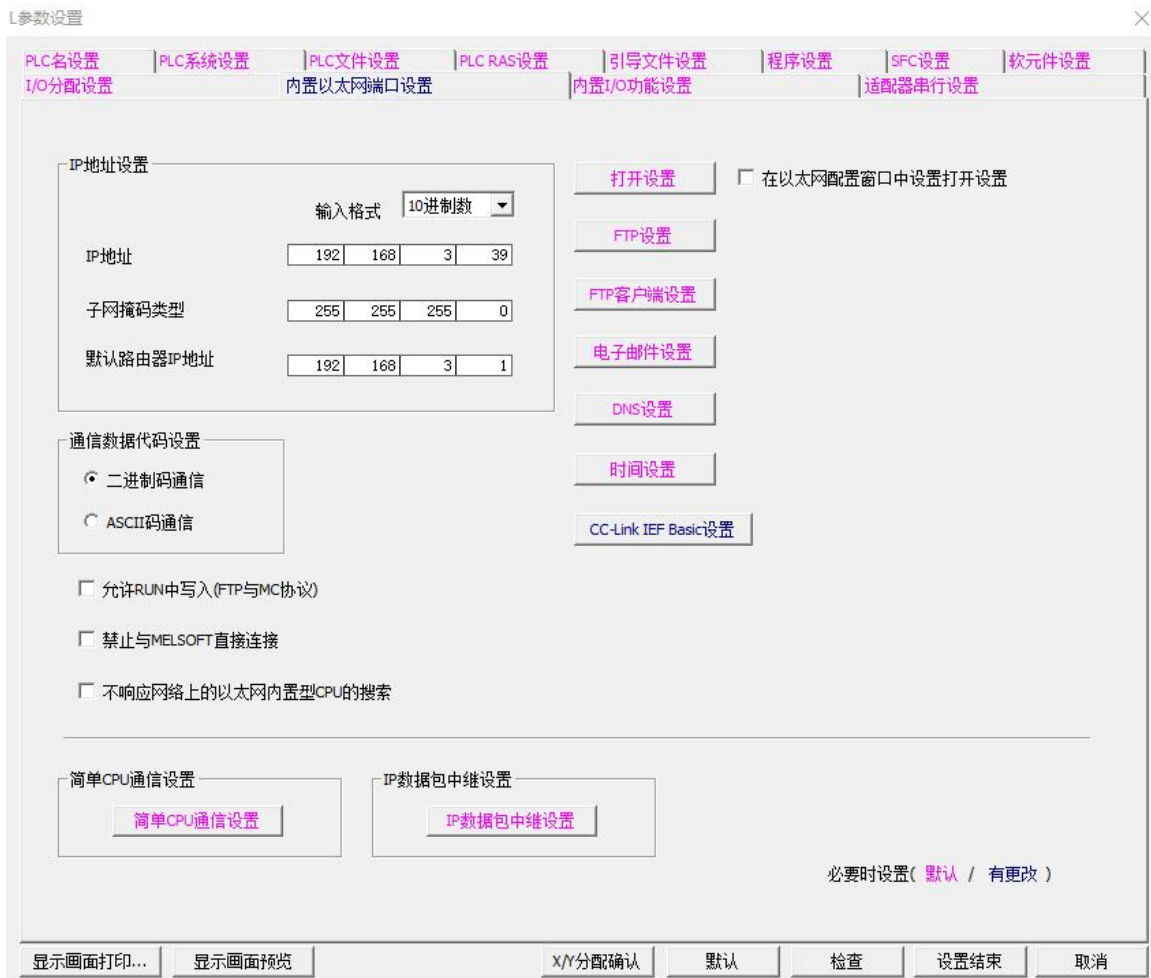 L参数设置
PLC名设置 PLC系统设置 PLC文件设置 PLC RAS设置 引导文件设置 程序设置 SFC设置 软元件设置
I/O分配设置 内置以太网端口设置 内置I/O功能设置 适配器串行设置
IP地址设置
输入格式 10进制数
IP地址 192 168 3 39
子网掩码类型 255 255 255 0
默认路由器IP地址 192 168 3 1
打开设置 在以太网配置窗口中设置打开设置
FTP设置
FTP客户端设置
电子邮件设置
DNS设置
时间设置
CC-Link IEF Basic设置
通信数据代码设置
二进制码通信
ASCII码通信
允许RUN中写入(FTP与MC协议)
禁止与MELSOFT直接连接
不响应网络上的以太网内置型CPU的搜索
简单CPU通信设置
简单CPU通信设置
IP数据包中继设置
IP数据包中继设置
必要时设置( 默认 / 有更改 )
显示画面打印... 显示画面预览 X/Y分配确认 默认 检查 设置结束 取消